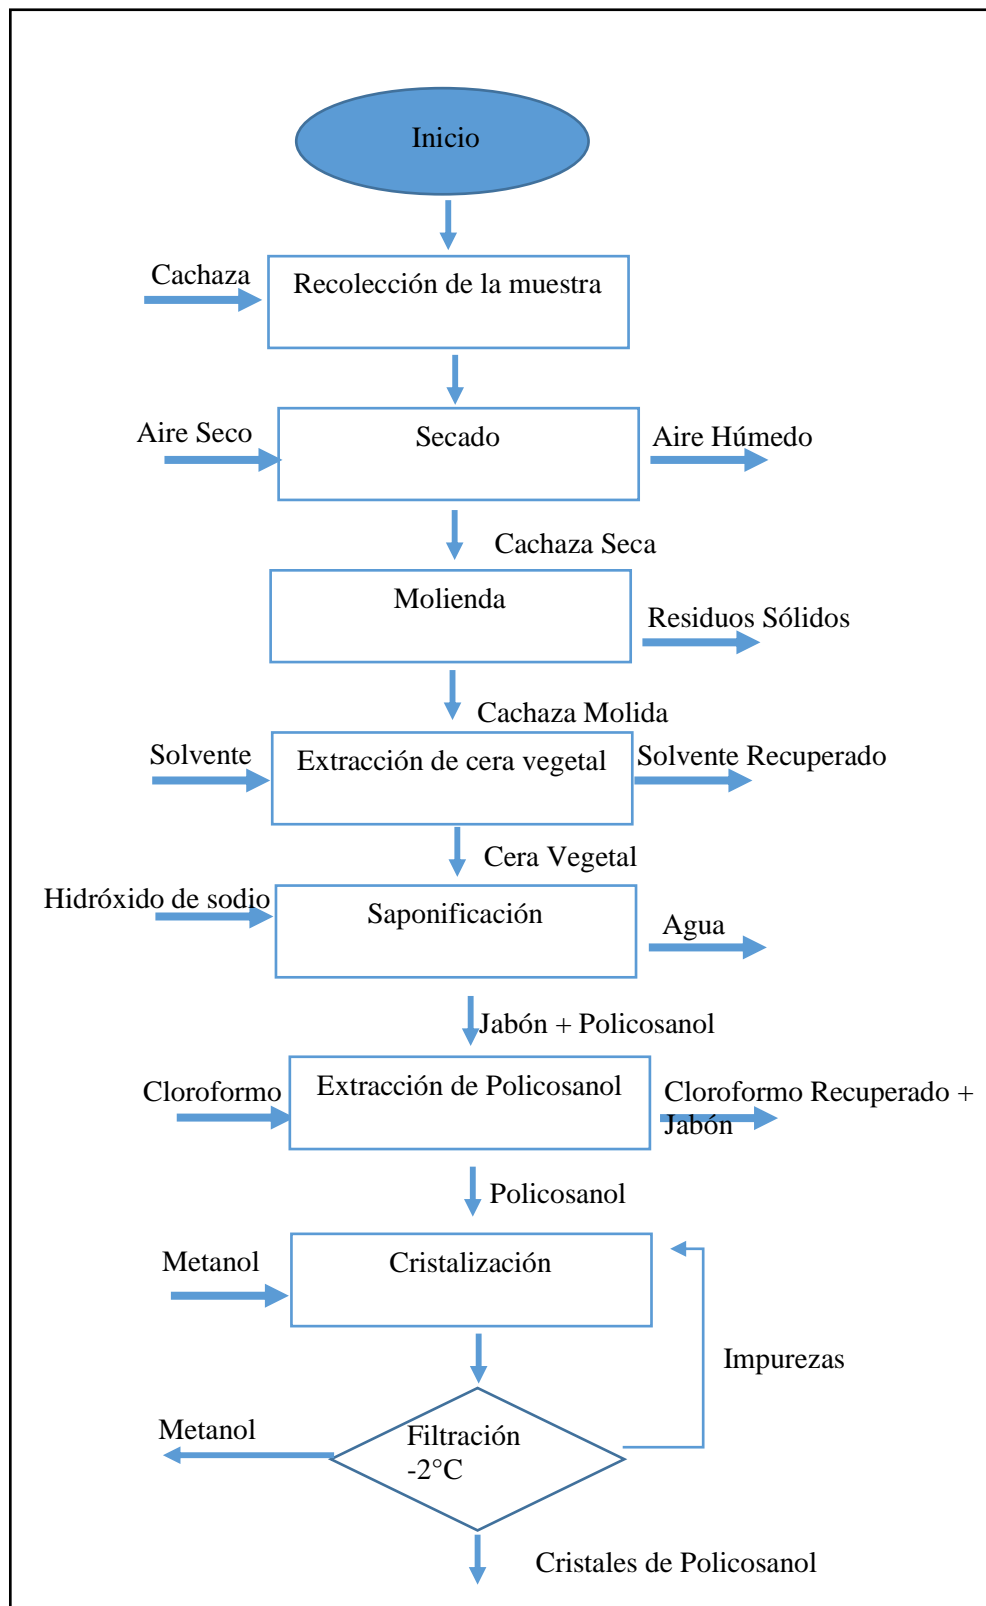 Inicio
Cachaza
Recolección de la muestra
Aire Seco
Secado
Aire Húmedo
Cachaza Seca
Molienda
Residuos Sólidos
Cachaza Molida
Solvente
Extracción de cera vegetal
Solvente Recuperado
Cera Vegetal
Hidróxido de sodio
Saponificación
Agua
Jabón + Policosanol
Cloroformo
Extracción de Policosanol
Cloroformo Recuperado +
Jabón
Policosanol
Metanol
Cristalización
Impurezas
Metanol
Filtración
-2°C
Cristales de Policosanol